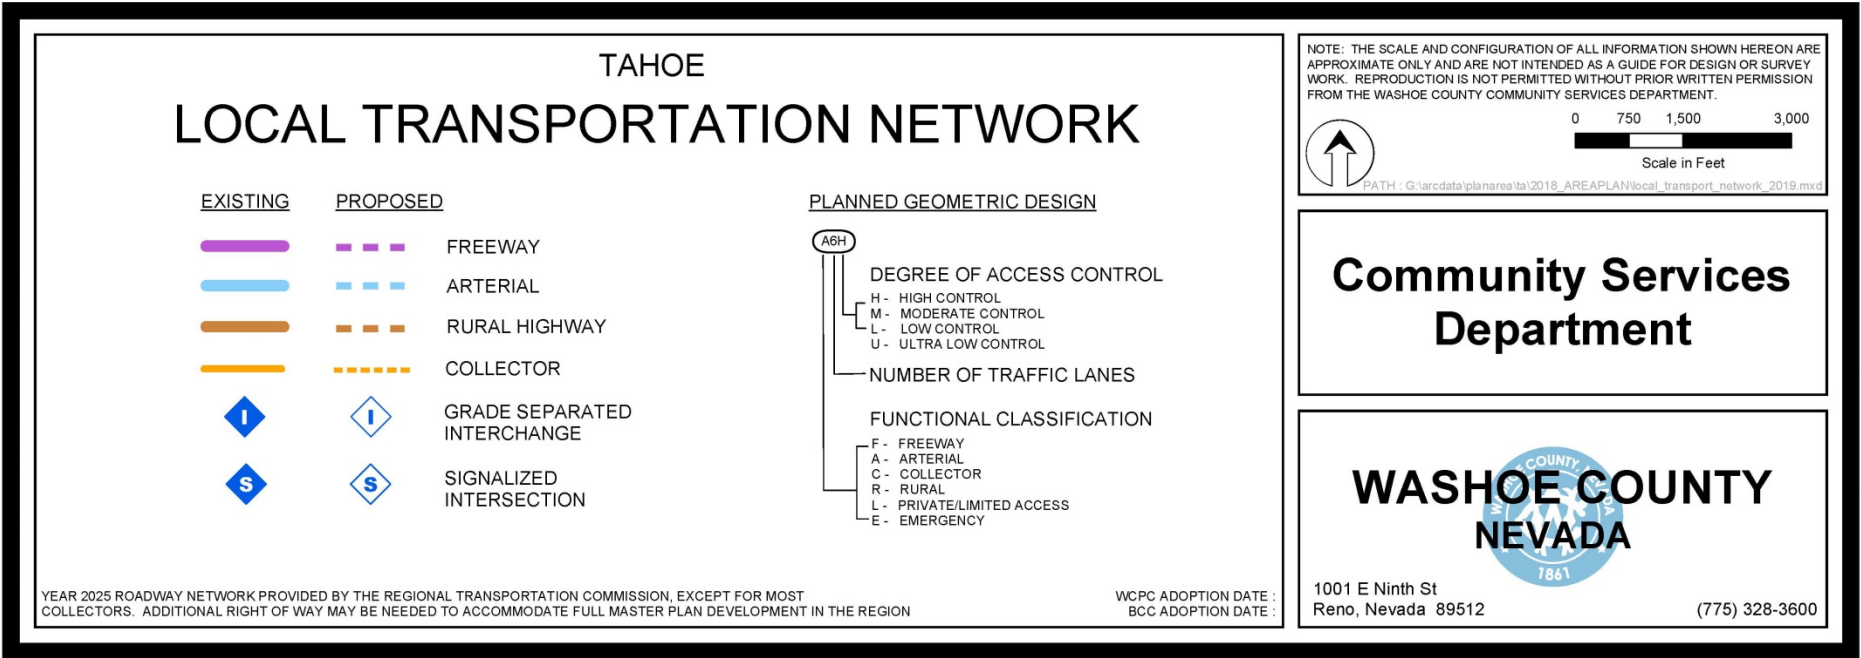 TAHOE
LOCAL TRANSPORTATION NETWORK
EXISTING PROPOSED
FREEWAY
ARTERIAL
RURAL HIGHWAY
COLLECTOR
I I GRADE SEPARATED
INTERCHANGE
S S SIGNALIZED
INTERSECTION
PLANNED GEOMETRIC DESIGN
A6H
DEGREE OF ACCESS CONTROL
H - HIGH CONTROL
M - MODERATE CONTROL
L - LOW CONTROL
U - ULTRA LOW CONTROL
NUMBER OF TRAFFIC LANES
FUNCTIONAL CLASSIFICATION
F - FREEWAY
A - ARTERIAL
C - COLLECTOR
R - RURAL
L - PRIVATE/LIMITED ACCESS
E - EMERGENCY
YEAR 2025 ROADWAY NETWORK PROVIDED BY THE REGIONAL TRANSPORTATION COMMISSION, EXCEPT FOR MOST
COLLECTORS. ADDITIONAL RIGHT OF WAY MAY BE NEEDED TO ACCOMMODATE FULL MASTER PLAN DEVELOPMENT IN THE REGION
WCPC ADOPTION DATE :
BCC ADOPTION DATE :
NOTE: THE SCALE AND CONFIGURATION OF ALL INFORMATION SHOWN HEREON ARE
APPROXIMATE ONLY AND ARE NOT INTENDED AS A GUIDE FOR DESIGN OR SURVEY
WORK. REPRODUCTION IS NOT PERMITTED WITHOUT PRIOR WRITTEN PERMISSION
FROM THE WASHOE COUNTY COMMUNITY SERVICES DEPARTMENT.
0 750 1,500 3,000
Scale in Feet
PATH : G:\arcdata\planarea\ta\2018_AREAPLAN\local_transport_network_2019.mxd
Community Services
Department
WASHOE COUNTY
NEVADA
WASHOE COUNTY, NEVADA
1861
1001 E Ninth St
Reno, Nevada 89512
(775) 328-3600